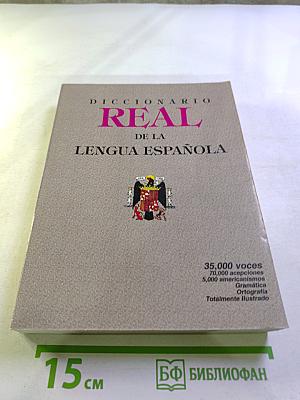 DICCIONARIO
REAL
DE LA
LENGUA ESPAÑOLA
35,000 voces
70,000 acepciones
5,000 americanismos
Gramática
Ortografía
Totalmente Ilustrado
15 см
БФ БИБЛИОФАН